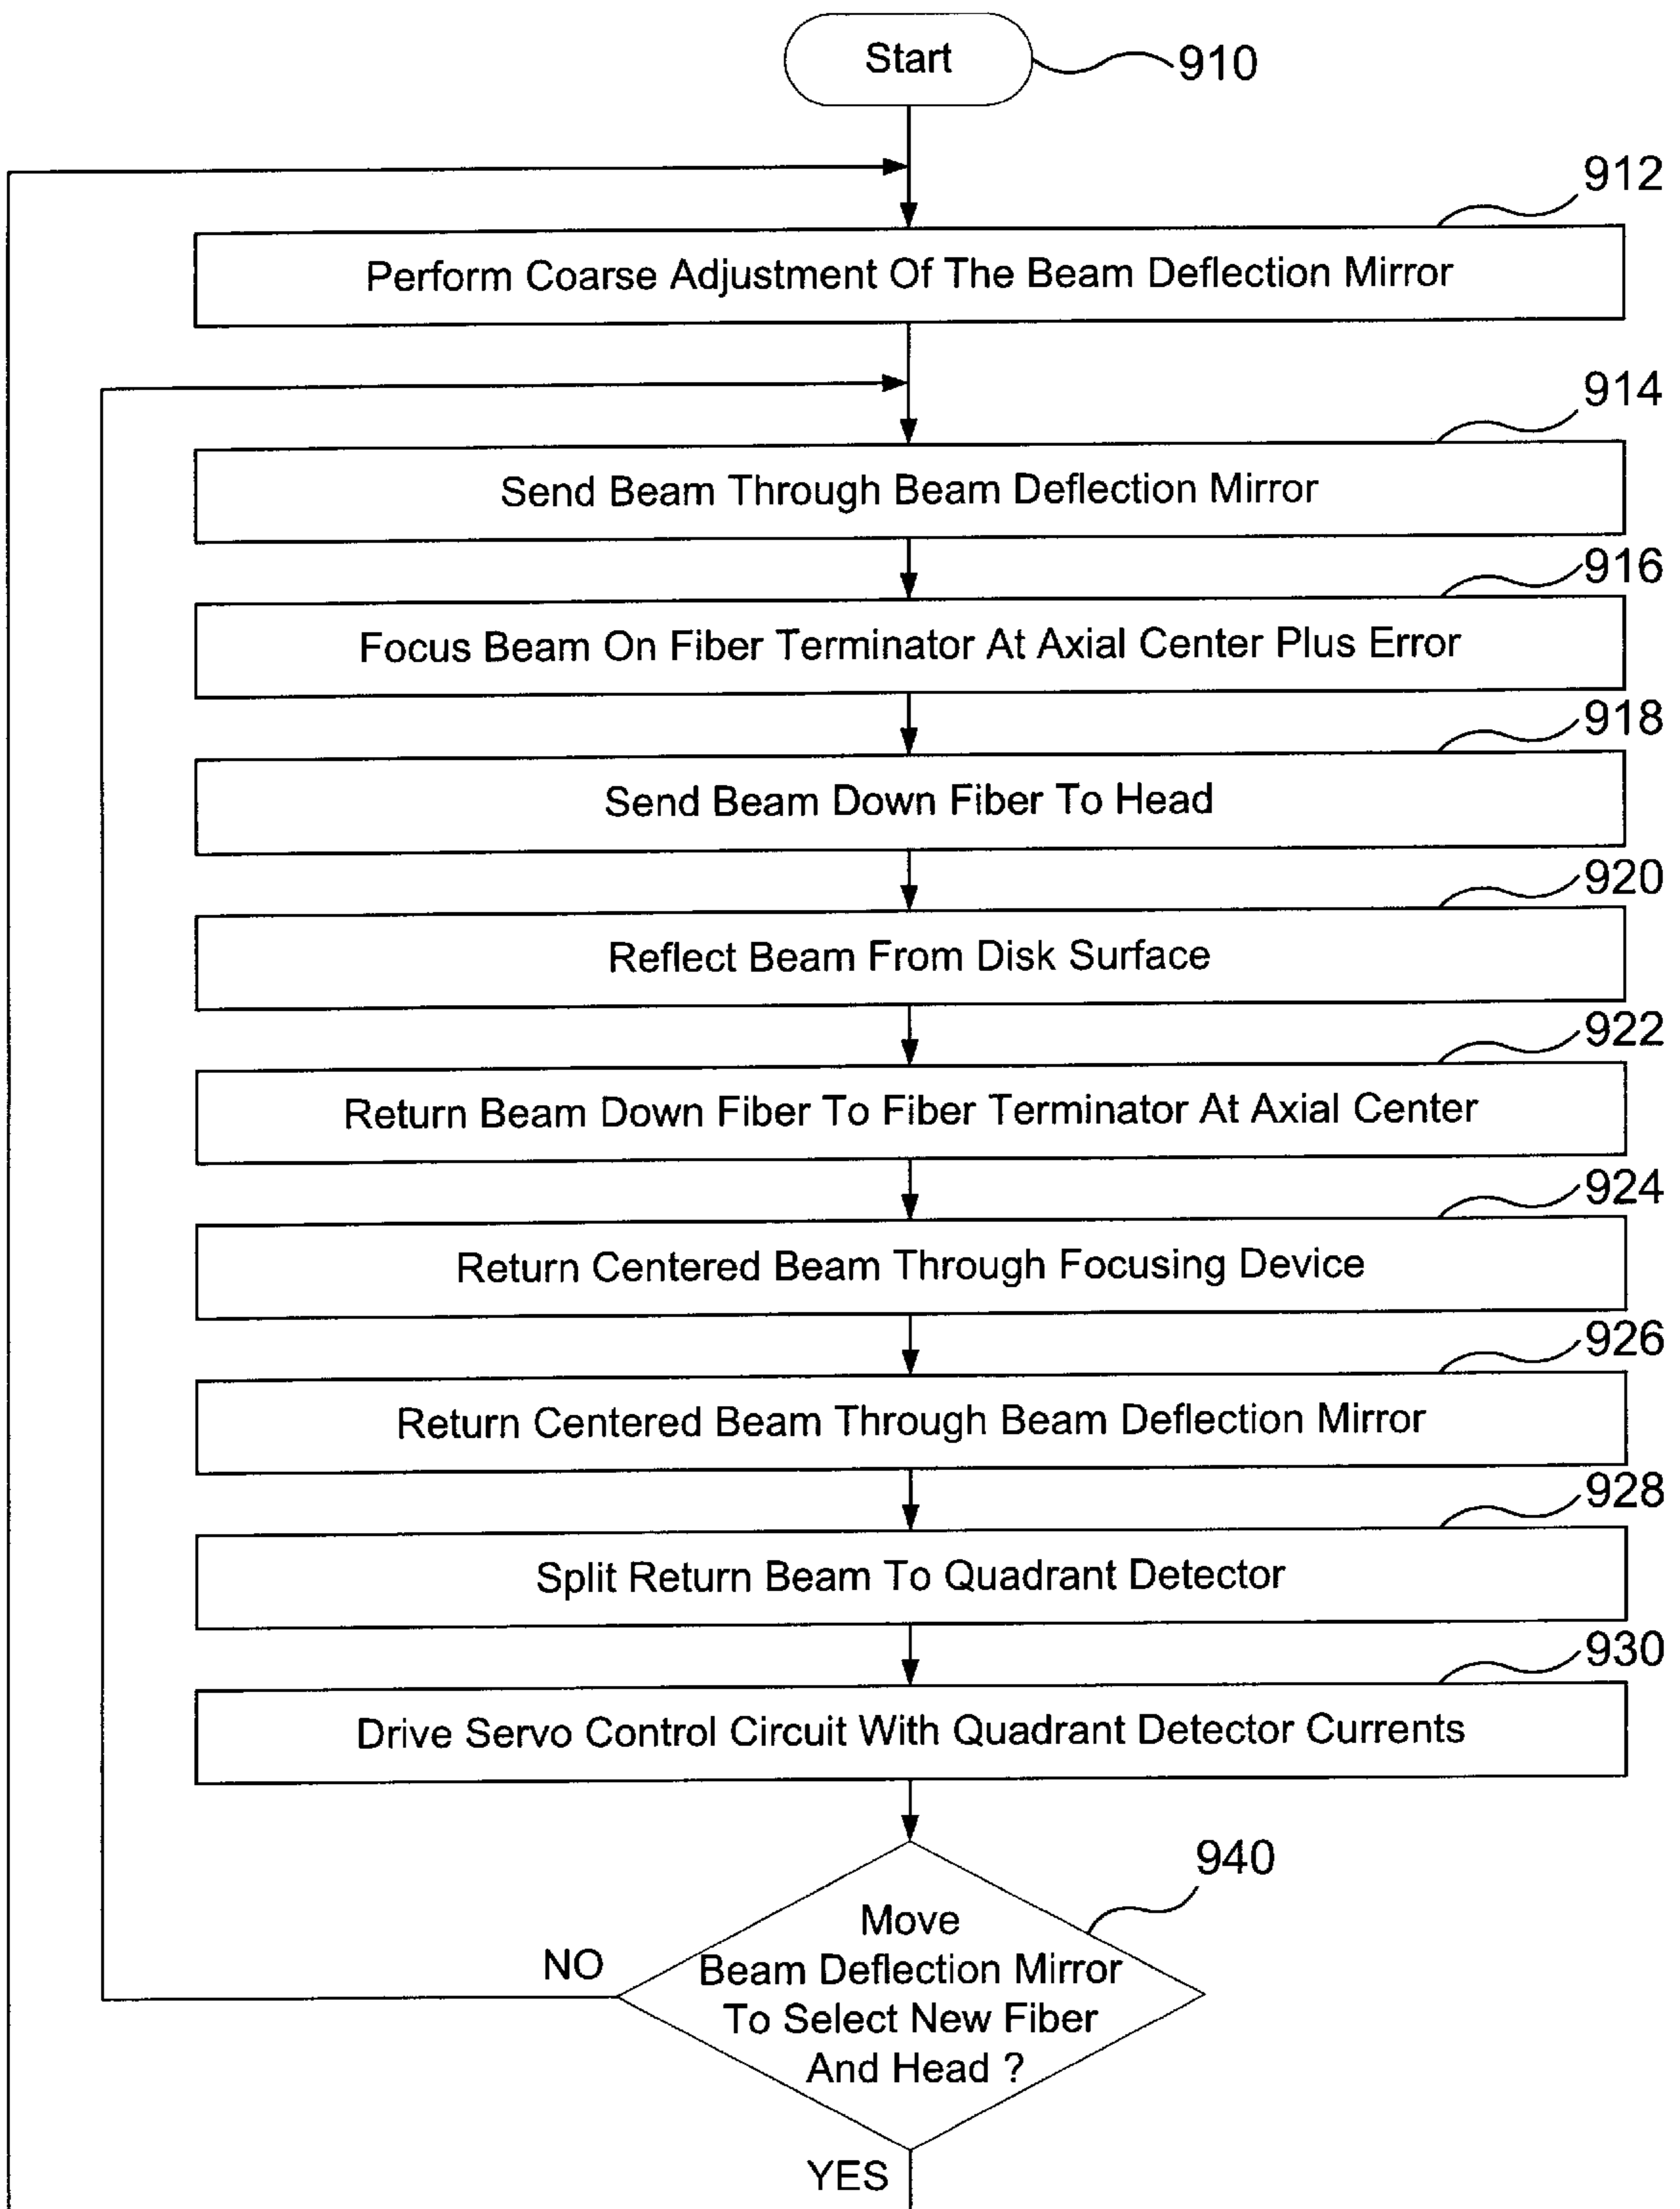 Start
910
912
Perform Coarse Adjustment Of The Beam Deflection Mirror
914
Send Beam Through Beam Deflection Mirror
916
Focus Beam On Fiber Terminator At Axial Center Plus Error
918
Send Beam Down Fiber To Head
920
Reflect Beam From Disk Surface
922
Return Beam Down Fiber To Fiber Terminator At Axial Center
924
Return Centered Beam Through Focusing Device
926
Return Centered Beam Through Beam Deflection Mirror
928
Split Return Beam To Quadrant Detector
930
Drive Servo Control Circuit With Quadrant Detector Currents
940
Move
Beam Deflection Mirror
To Select New Fiber
And Head ?
NO
YES